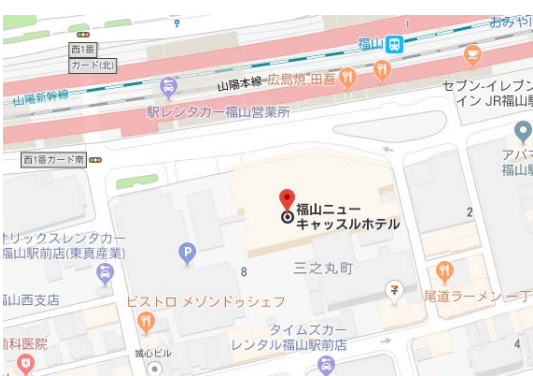 1
おみや
西1番
ガード(北)
福山
山陽本線
広島焼 田吾
セブン-イレブン
イン JR福山
山陽新幹線
駅レンタカー福山営業所
西1番ガード南
アパマ
福山駅
福山ニュー
キャッスルホテル
2
オリックスレンタカー
福山駅前店(東真産業)
P
8
三之丸町
福山西支店
ビストロ メゾンドゥシェフ
尾道ラーメン 一丁
タイムズカー
レンタル福山駅前店
歯科医院
城心ビル
4